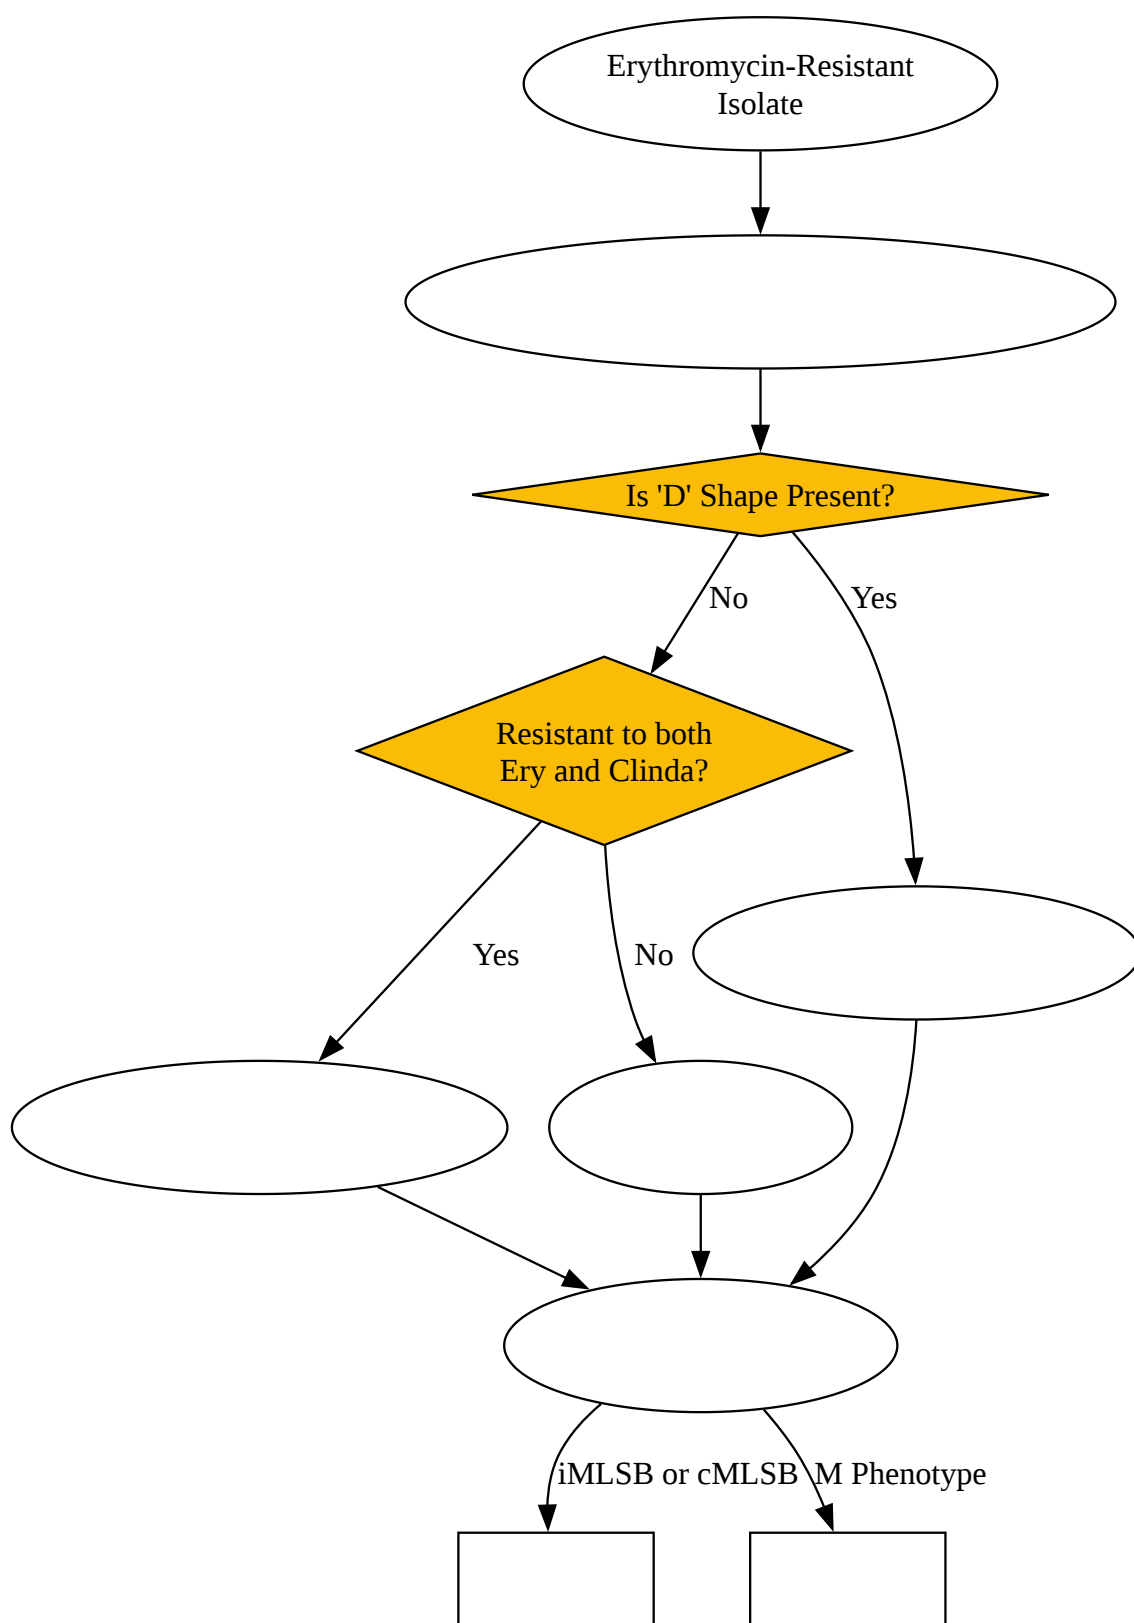 Erythromycin-Resistant
Isolate
Is 'D' Shape Present?
No
Yes
Resistant to both
Ery and Clinda?
Yes
No
iMLSB or cMLSB
M Phenotype